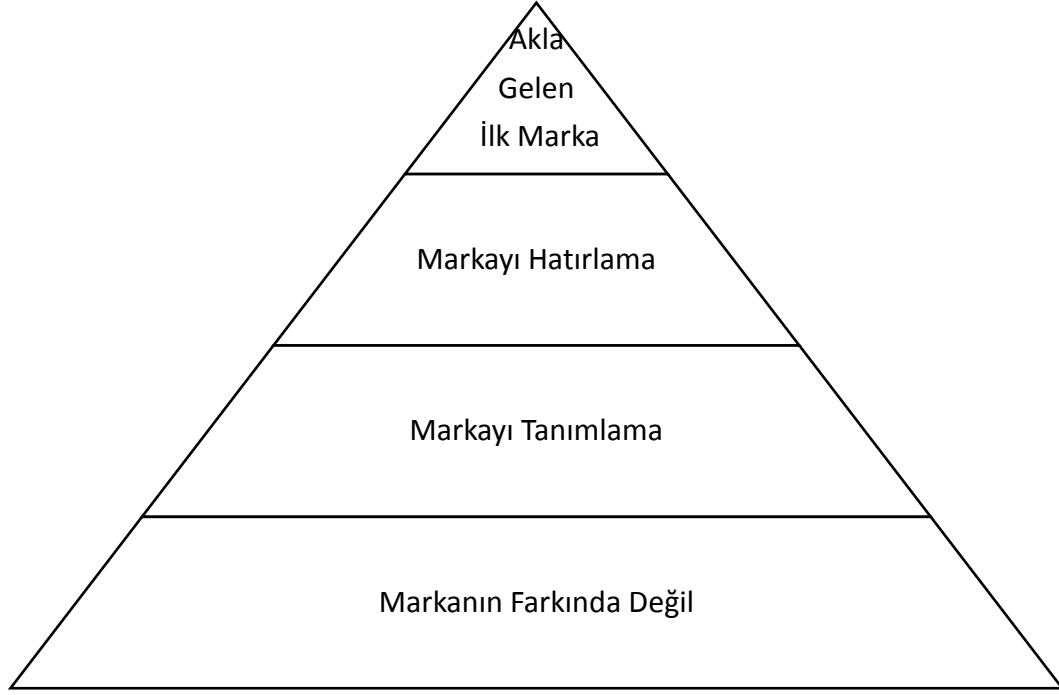 Akla
Gelen
İlk Marka
Markayı Hatırlama
Markayı Tanımlama
Markanın Farkında Değil